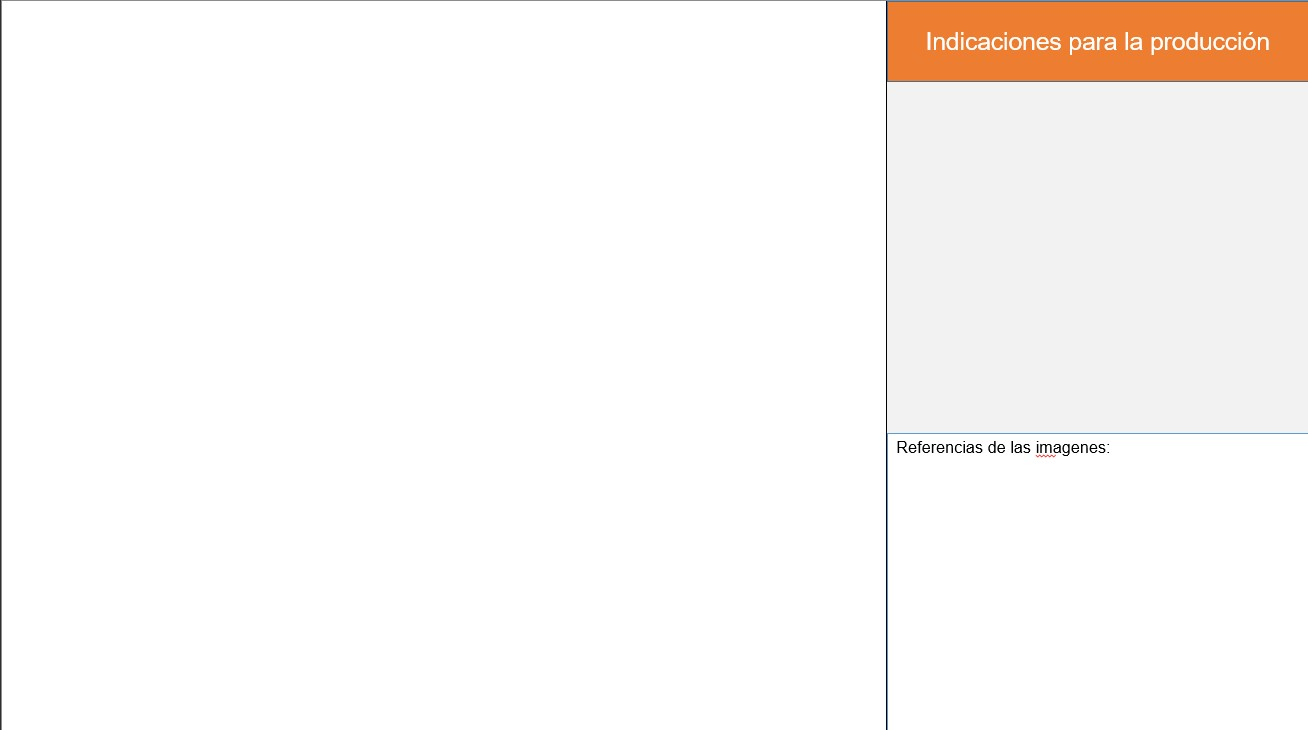 Indicaciones para la producción
Referencias de las imagenes: